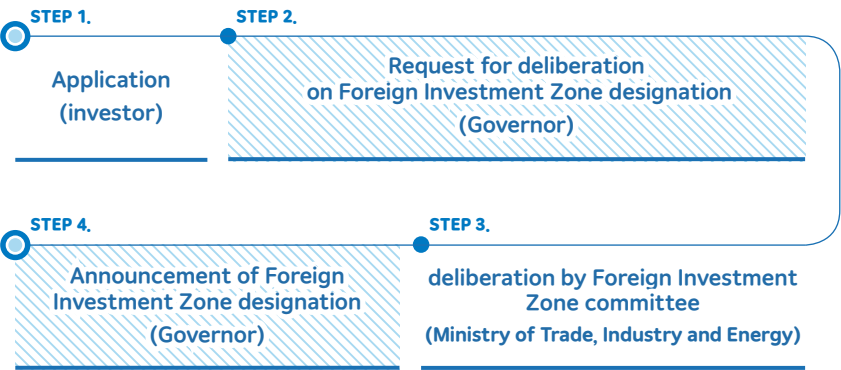 STEP 1.
Application
(investor)
STEP 2.
Request for deliberation
on Foreign Investment Zone designation
(Governor)
STEP 3.
deliberation by Foreign Investment
Zone committee
(Ministry of Trade, Industry and Energy)
STEP 4.
Announcement of Foreign
Investment Zone designation
(Governor)